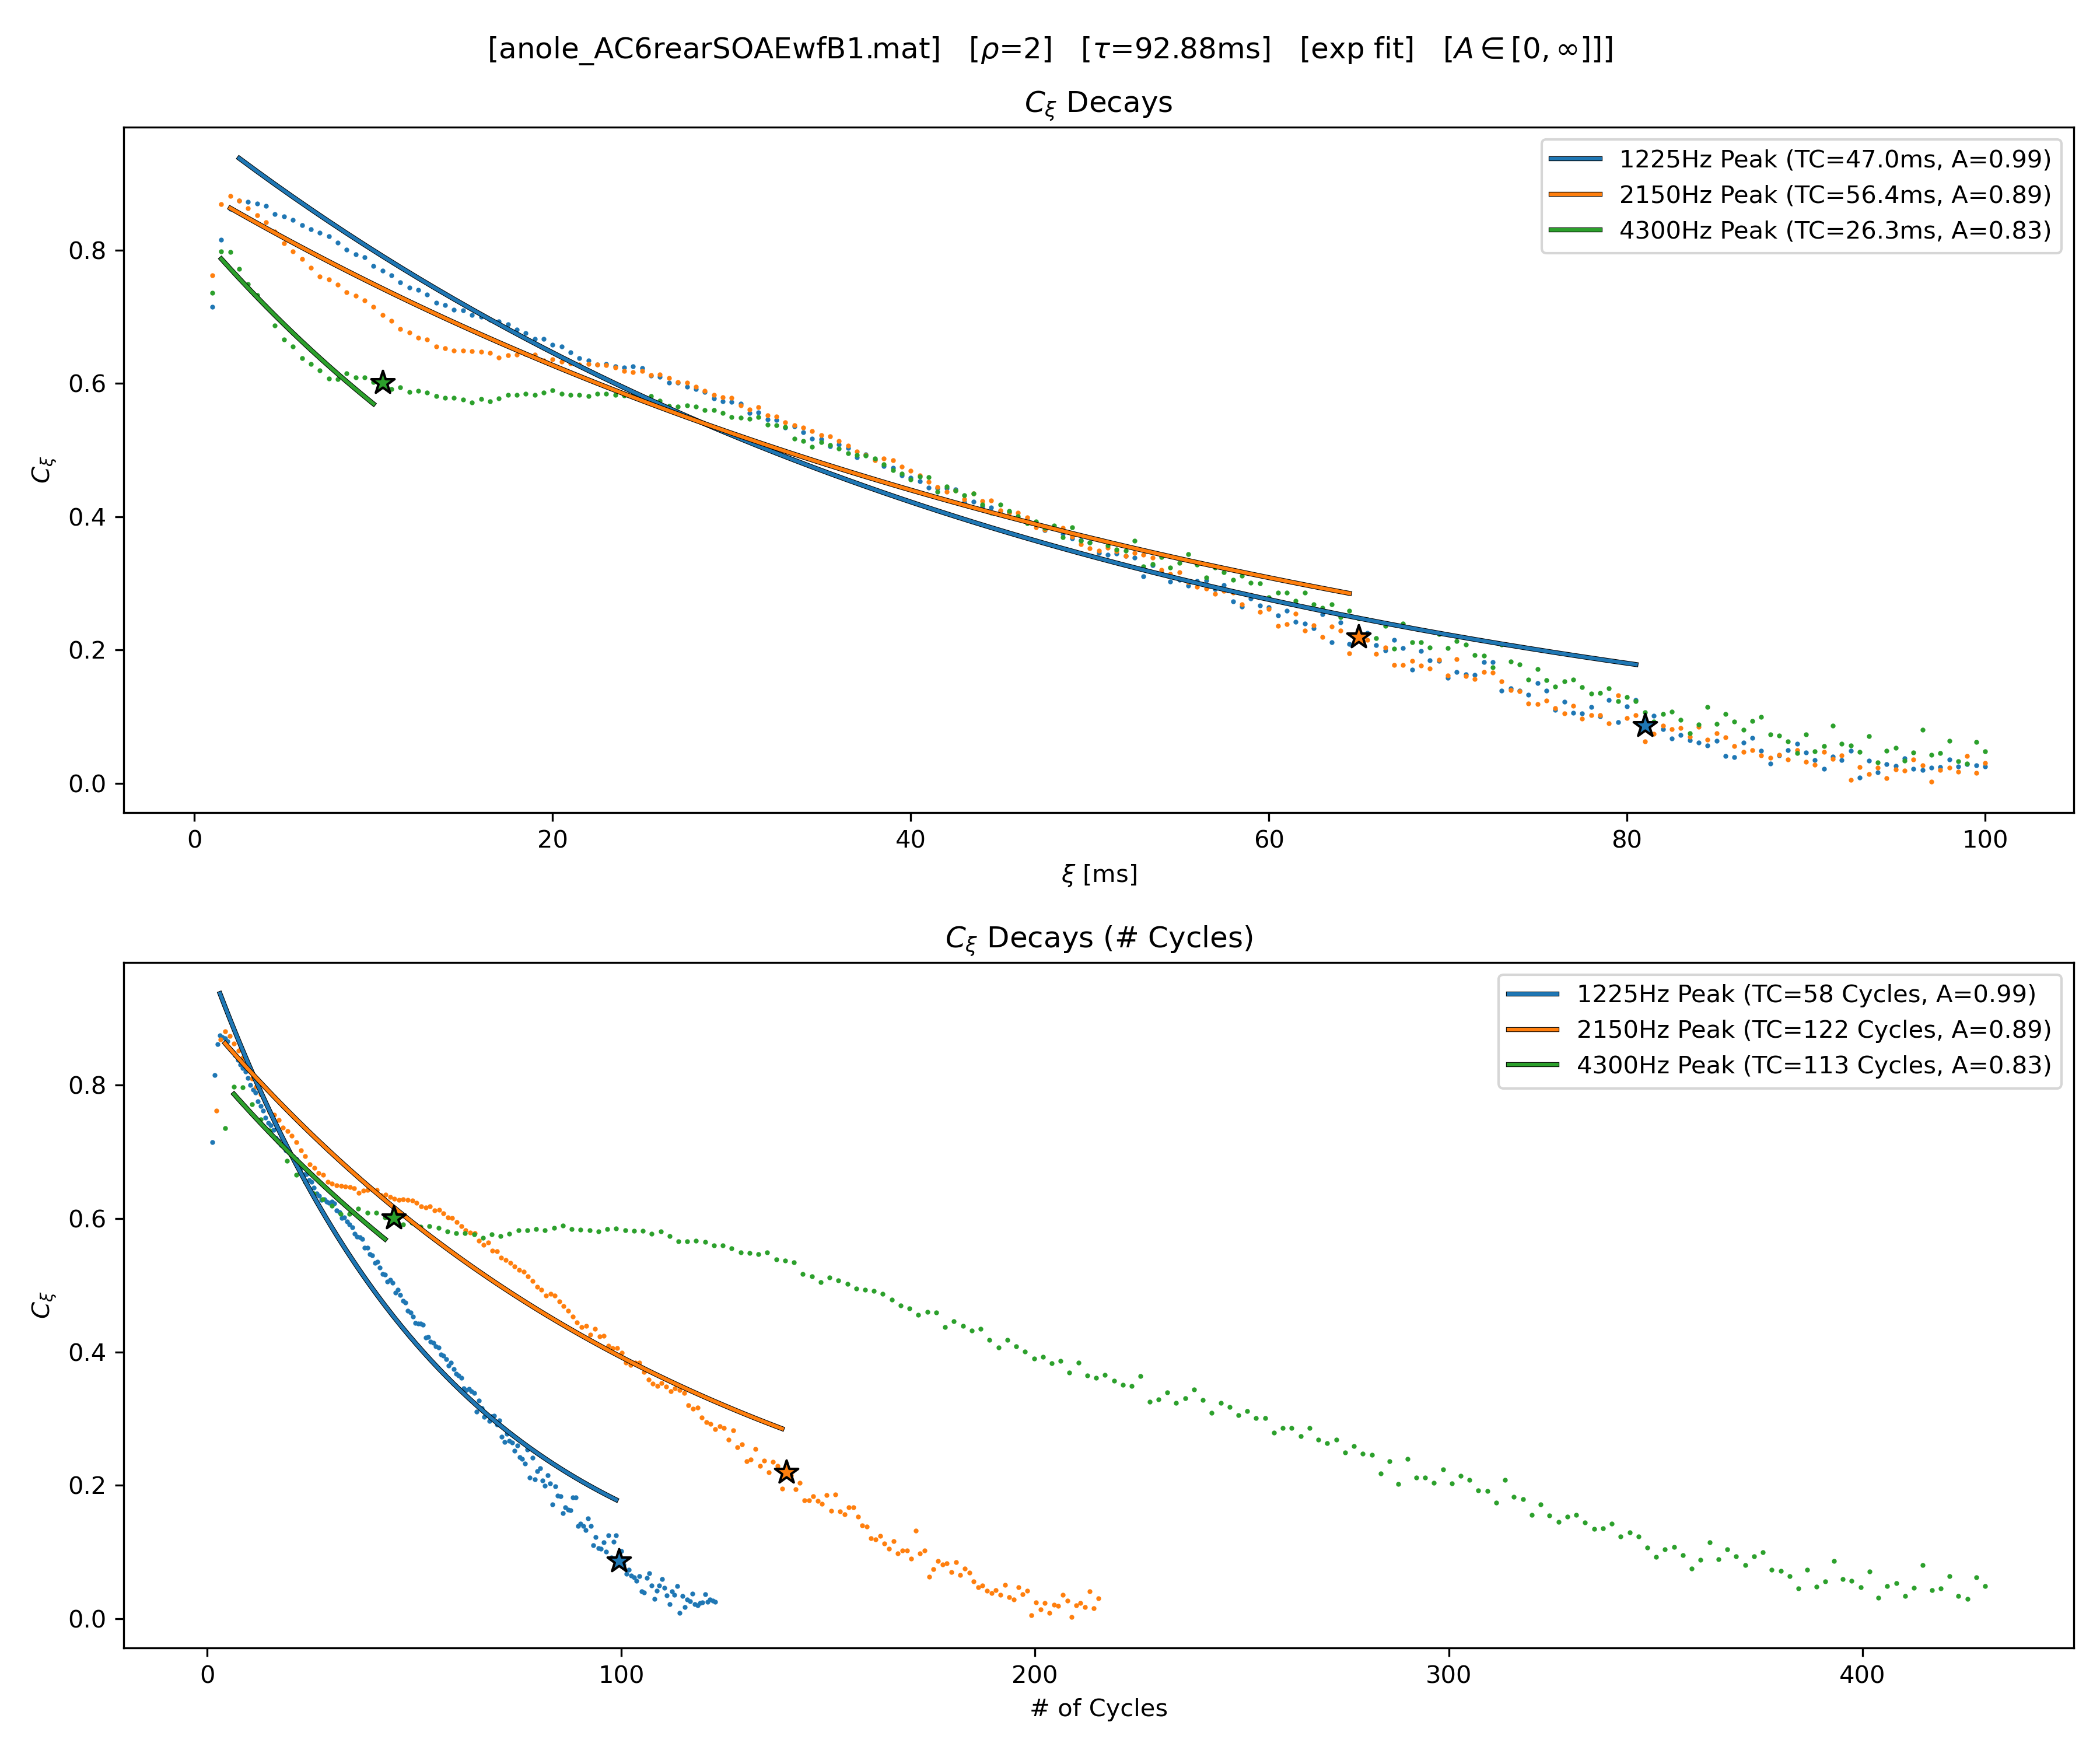 [anole_AC6rearSOAEwfB1.mat] [ρ=2] [τ=92.88ms] [exp fit] [A ∈ [0, ∞]]]
C_ξ Decays
1225Hz Peak (TC=47.0ms, A=0.99)
2150Hz Peak (TC=56.4ms, A=0.89)
4300Hz Peak (TC=26.3ms, A=0.83)
0.8
0.6
0.4
0.2
0.0
C_ξ
0 20 40 60 80 100
ξ [ms]
C_ξ Decays (# Cycles)
1225Hz Peak (TC=58 Cycles, A=0.99)
2150Hz Peak (TC=122 Cycles, A=0.89)
4300Hz Peak (TC=113 Cycles, A=0.83)
0.8
0.6
0.4
0.2
0.0
C_ξ
0 100 200 300 400
# of Cycles